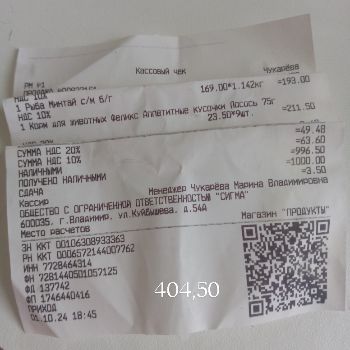 Кассовый чек
Чукарёва
РМ #1
=193.00
169.00*1.142кг
НДС 10%
1 Рыба Минтай с/м б/г
=211.50
НДС 10%
1 Корм для животных Феликс Аппетитные кусочки Лосось 75г
23.50*9шт.
=49.48
СУММА НДС 20%
=63.60
СУММА НДС 10%
=996.50
НАЛИЧНЫМИ
=1000.00
ПОЛУЧЕНО НАЛИЧНЫМИ
=3.50
СДАЧА
Кассир
Менеджер Чукарёва Марина Владимировна
ОБЩЕСТВО С ОГРАНИЧЕННОЙ ОТВЕТСТВЕННОСТЬЮ "СИГМА"
600035, г.Владимир, ул.Куйбышева, д.54А
Место расчетов
Магазин "ПРОДУКТЫ"
ЗН ККТ 00106308933363
РН ККТ 0006572144007762
ИНН 7728464314
ФН 7281440501057125
ФД 137742
ФП 1746440416
ПРИХОД
01.10.24 18:45
404,50